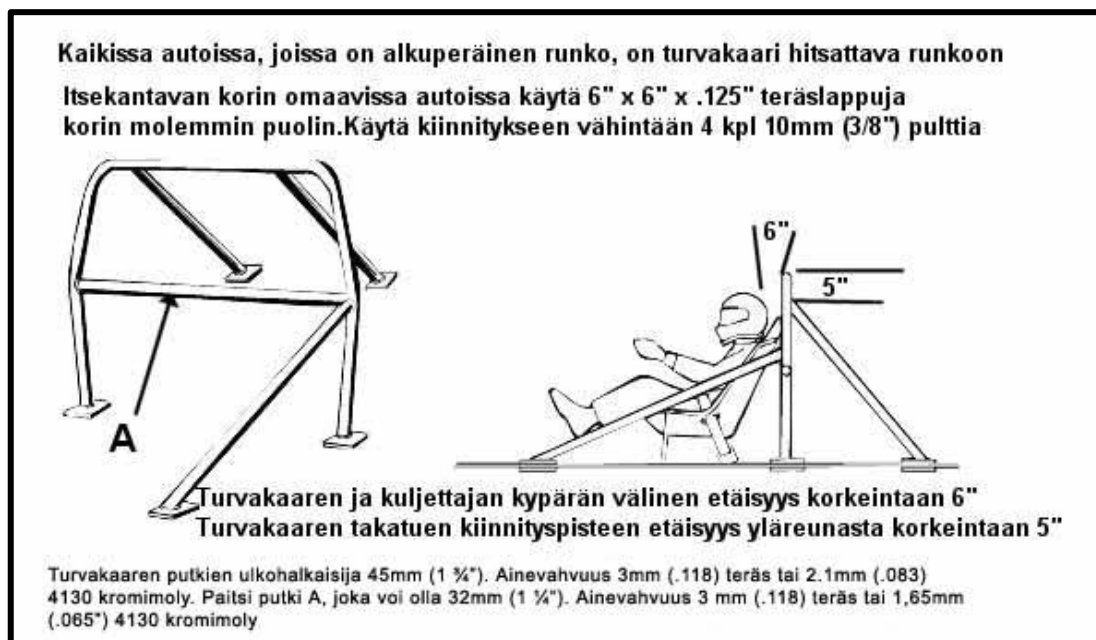 Kaikissa autoissa, joissa on alkuperäinen runko, on turvakaari hitsattava runkoon
Itsekantavan korin omaavissa autoissa käytä 6" x 6" x .125" teräslappuja
korin molemmin puolin.Käytä kiinnitykseen vähintään 4 kpl 10mm (3/8") pulttia
6"
5"
A
Turvakaaren ja kuljettajan kypärän välinen etäisyys korkeintaan 6"
Turvakaaren takatuen kiinnityspisteen etäisyys yläreunasta korkeintaan 5"
Turvakaaren putkien ulkohalkaisija 45mm (1 ¾"). Ainevahvuus 3mm (.118) teräs tai 2.1mm (.083)
4130 kromimoly. Paitsi putki A, joka voi olla 32mm (1 ¼"). Ainevahvuus 3 mm (.118) teräs tai 1,65mm
(.065") 4130 kromimoly